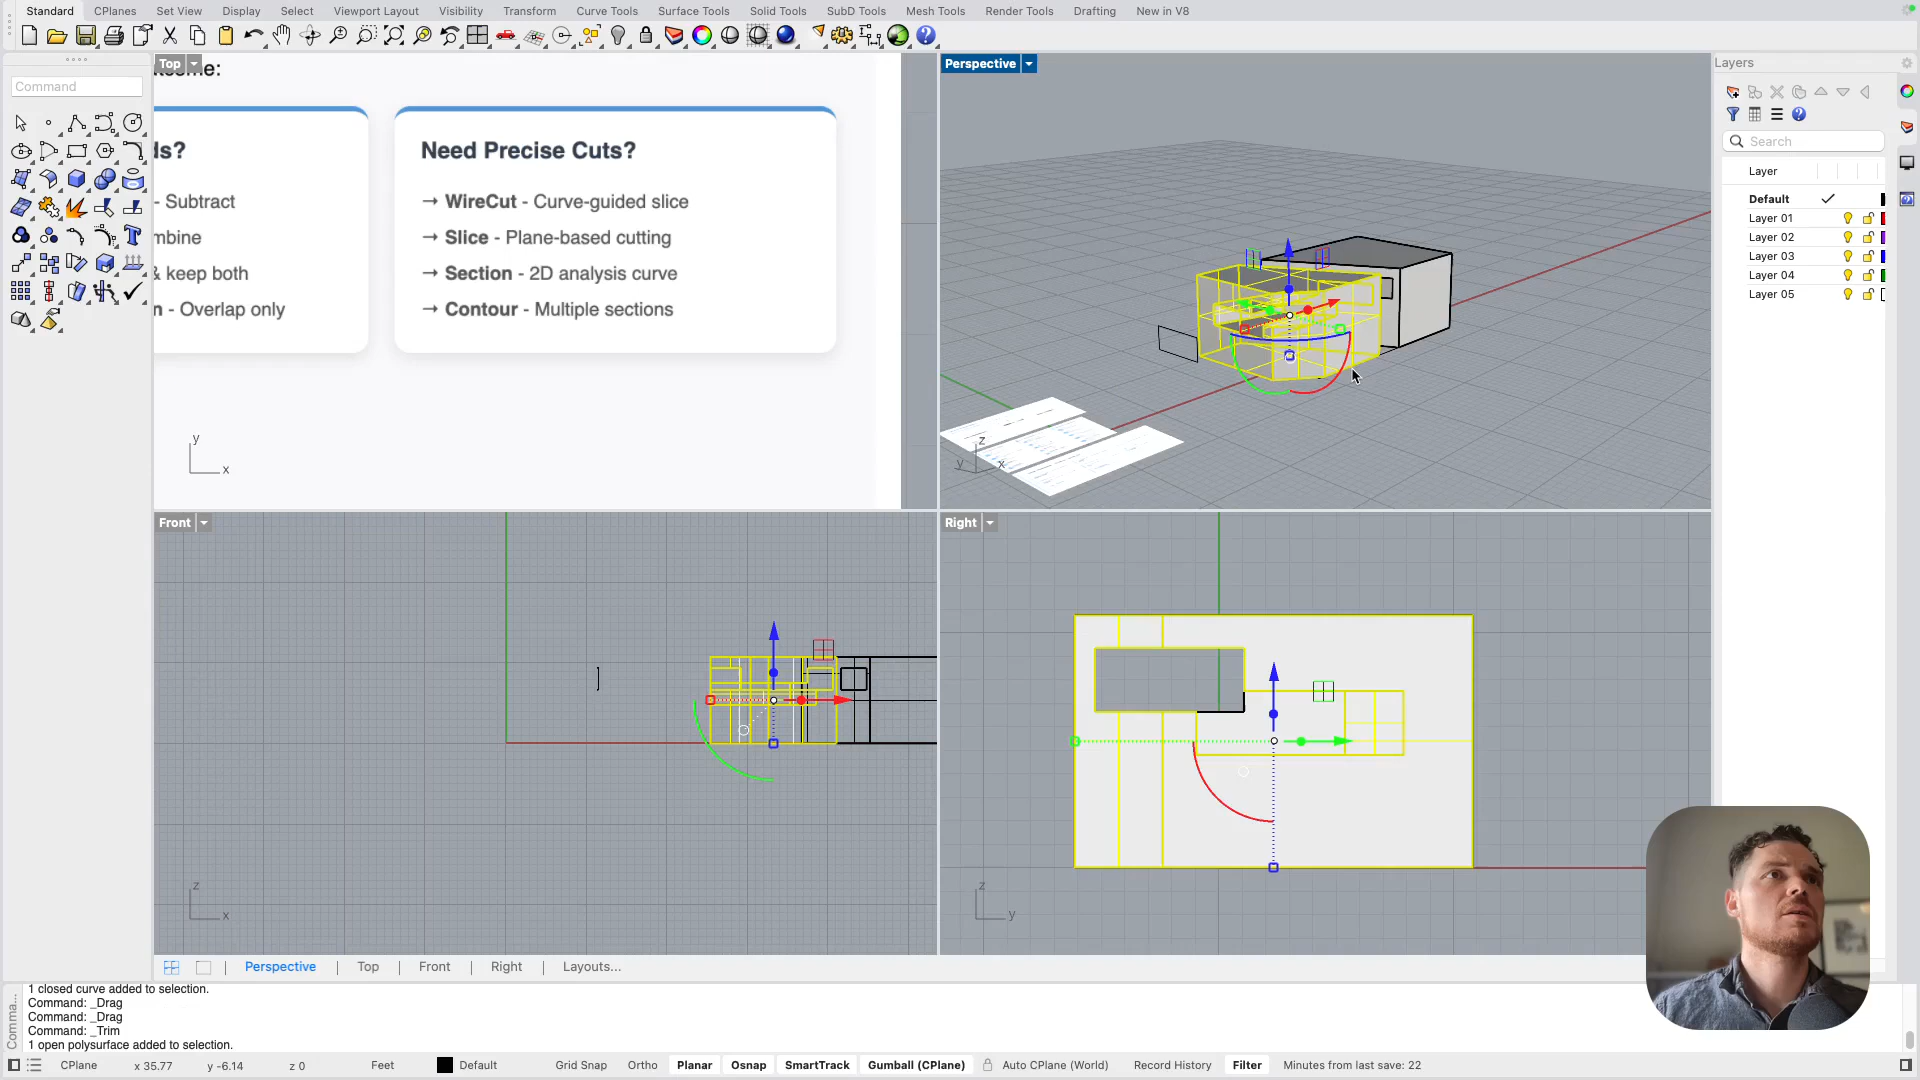 Standard CPlanes Set View Display Select Viewport Layout Visibility Transform Curve Tools Surface Tools Solid Tools SubD Tools Mesh Tools Render Tools Drafting New in V8
Command
Top
ome:
ds?
- Subtract
mbine
& keep both
n - Overlap only
Need Precise Cuts?
→ WireCut - Curve-guided slice
→ Slice - Plane-based cutting
→ Section - 2D analysis curve
→ Contour - Multiple sections
y
x
Perspective
z
y x
Front
z
x
Right
z
y
Layers
Search
Layer
Default
Layer 01
Layer 02
Layer 03
Layer 04
Layer 05
Perspective Top Front Right Layouts...
Comma...
1 closed curve added to selection.
Command: _Drag
Command: _Drag
Command: _Trim
1 open polysurface added to selection.
CPlane x 35.77 y -6.14 z 0 Feet Default Grid Snap Ortho Planar Osnap SmartTrack Gumball (CPlane) Auto CPlane (World) Record History Filter Minutes from last save: 22